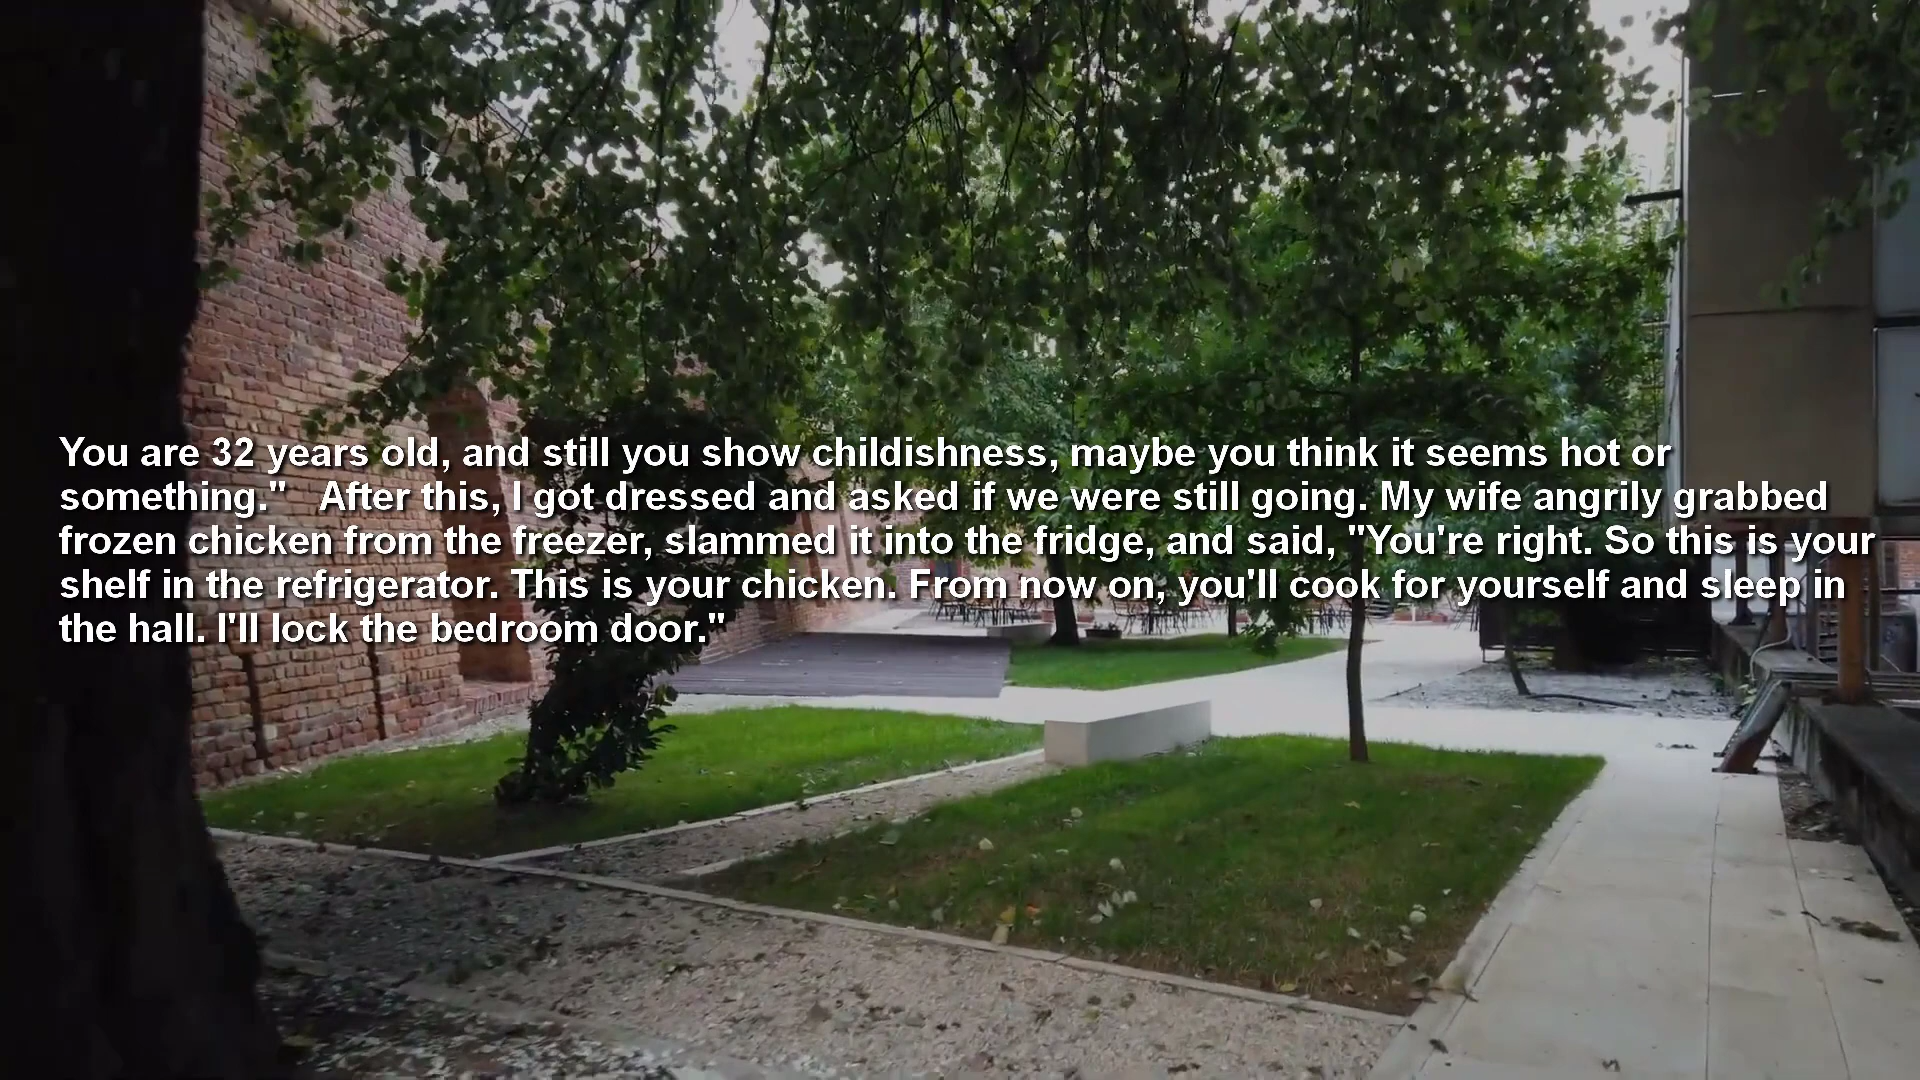 You are 32 years old, and still you show childishness, maybe you think it seems hot or
something."   After this, I got dressed and asked if we were still going. My wife angrily grabbed
frozen chicken from the freezer, slammed it into the fridge, and said, "You're right. So this is your
shelf in the refrigerator. This is your chicken. From now on, you'll cook for yourself and sleep in
the hall. I'll lock the bedroom door."